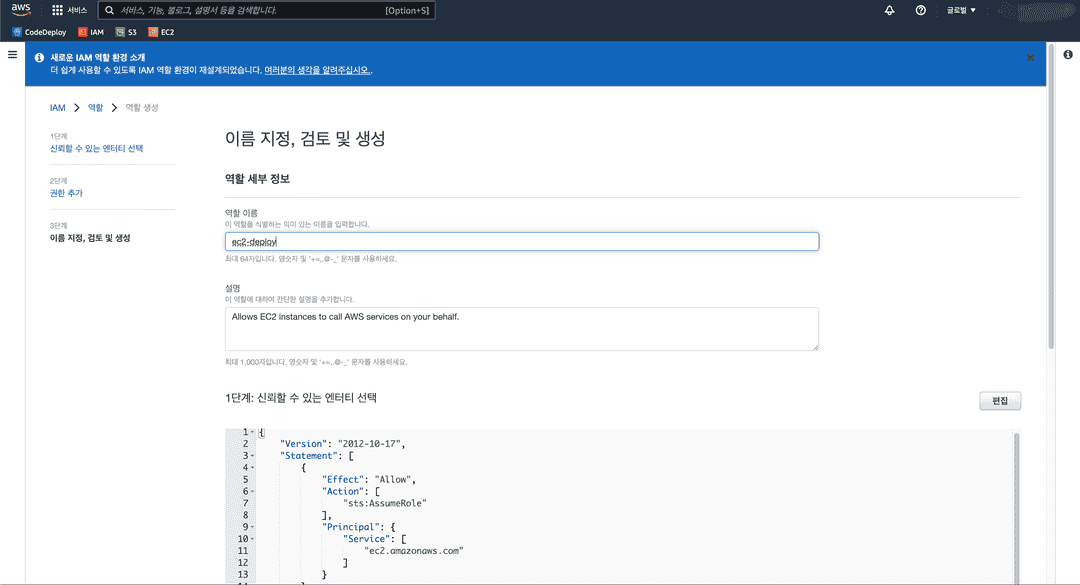 aws 서비스 서비스, 기능, 블로그, 설명서 등을 검색합니다. [Option+S] 글로벌 ▼
CodeDeploy IAM S3 EC2
새로운 IAM 역할 환경 소개
더 쉽게 사용할 수 있도록 IAM 역할 환경이 재설계되었습니다. 여러분의 생각을 알려주십시오..
IAM > 역할 > 역할 생성
1단계
신뢰할 수 있는 엔터티 선택
2단계
권한 추가
3단계
이름 지정, 검토 및 생성
이름 지정, 검토 및 생성
역할 세부 정보
역할 이름
이 역할을 식별하는 의미 있는 이름을 입력합니다.
ec2-deploy
최대 64자입니다. 영숫자 및 '+=,.@-_' 문자를 사용하세요.
설명
이 역할에 대하여 간단한 설명을 추가합니다.
Allows EC2 instances to call AWS services on your behalf.
최대 1,000자입니다. 영숫자 및 '+=,.@-_' 문자를 사용하세요.
1단계: 신뢰할 수 있는 엔터티 선택
편집
1 {
2 "Version": "2012-10-17",
3 "Statement": [
4 {
5 "Effect": "Allow",
6 "Action": [
7 "sts:AssumeRole"
8 ],
9 "Principal": {
10 "Service": [
11 "ec2.amazonaws.com"
12 ]
13 }